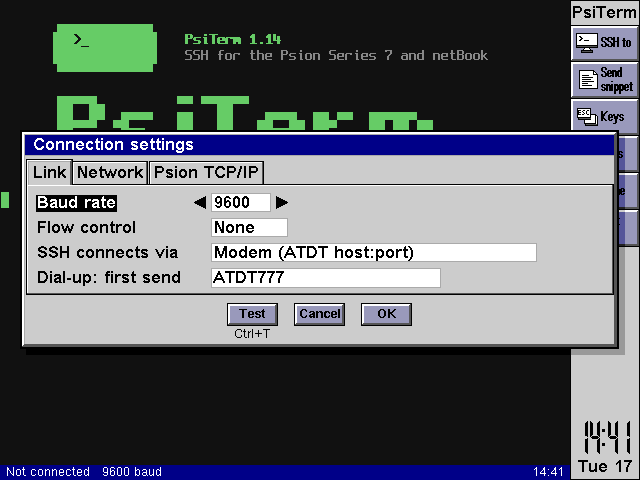 PsiTerm
>_
PsiTerm 1.14
SSH for the Psion Series 7 and netBook
>_
SSH to
Send
snippet
ESC
Keys
PsiTerm
Connection settings
Link
Network
Psion TCP/IP
Baud rate
9600
Flow control
None
SSH connects via
Modem (ATDT host:port)
Dial-up: first send
ATDT777
Test
Cancel
OK
Ctrl+T
14:41
Tue 17
Not connected
9600 baud
14:41